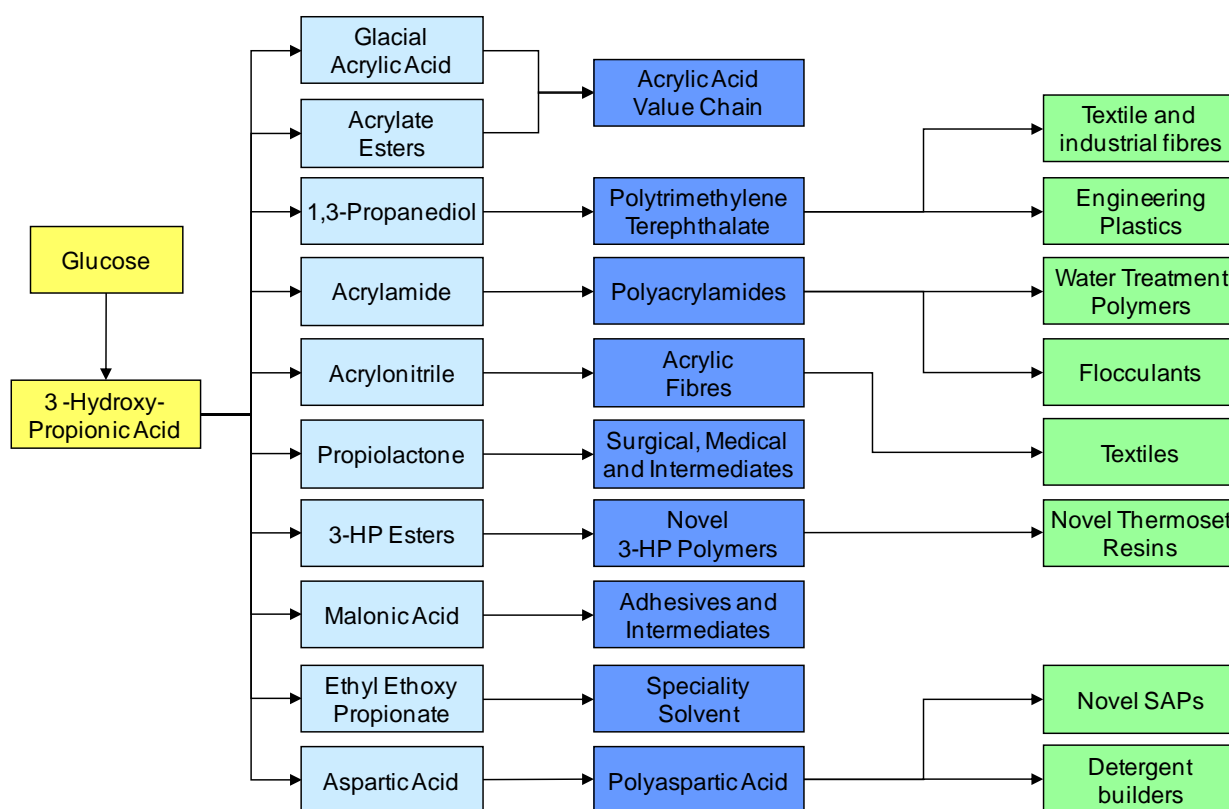 Glacial
Acrylic Acid
Acrylate
Esters
1,3-Propanediol
Acrylamide
Acrylonitrile
Propiolactone
3-HP Esters
Malonic Acid
Ethyl Ethoxy
Propionate
Aspartic Acid
Glucose
3 -Hydroxy-
Propionic Acid
Acrylic Acid
Value Chain
Polytrimethylene
Terephthalate
Polyacrylamides
Acrylic
Fibres
Surgical, Medical
and Intermediates
Novel
3-HP Polymers
Adhesives and
Intermediates
Speciality
Solvent
Polyaspartic Acid
Textile and
industrial fibres
Engineering
Plastics
Water Treatment
Polymers
Flocculants
Textiles
Novel Thermoset
Resins
Novel SAPs
Detergent
builders